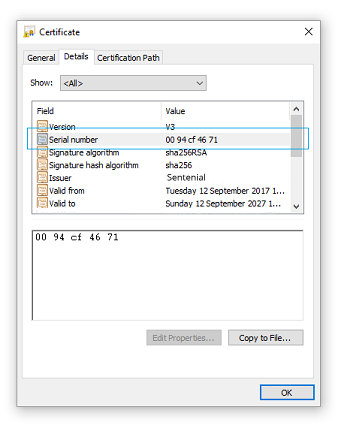 Certificate
General Details Certification Path
Show: <All>
Field Value
Version V3
Serial number 00 94 cf 46 71
Signature algorithm sha256RSA
Signature hash algorithm sha256
Issuer Sentenial
Valid from Tuesday 12 September 2017 1...
Valid to Sunday 12 September 2027 1...
00 94 cf 46 71
Edit Properties... Copy to File...
OK